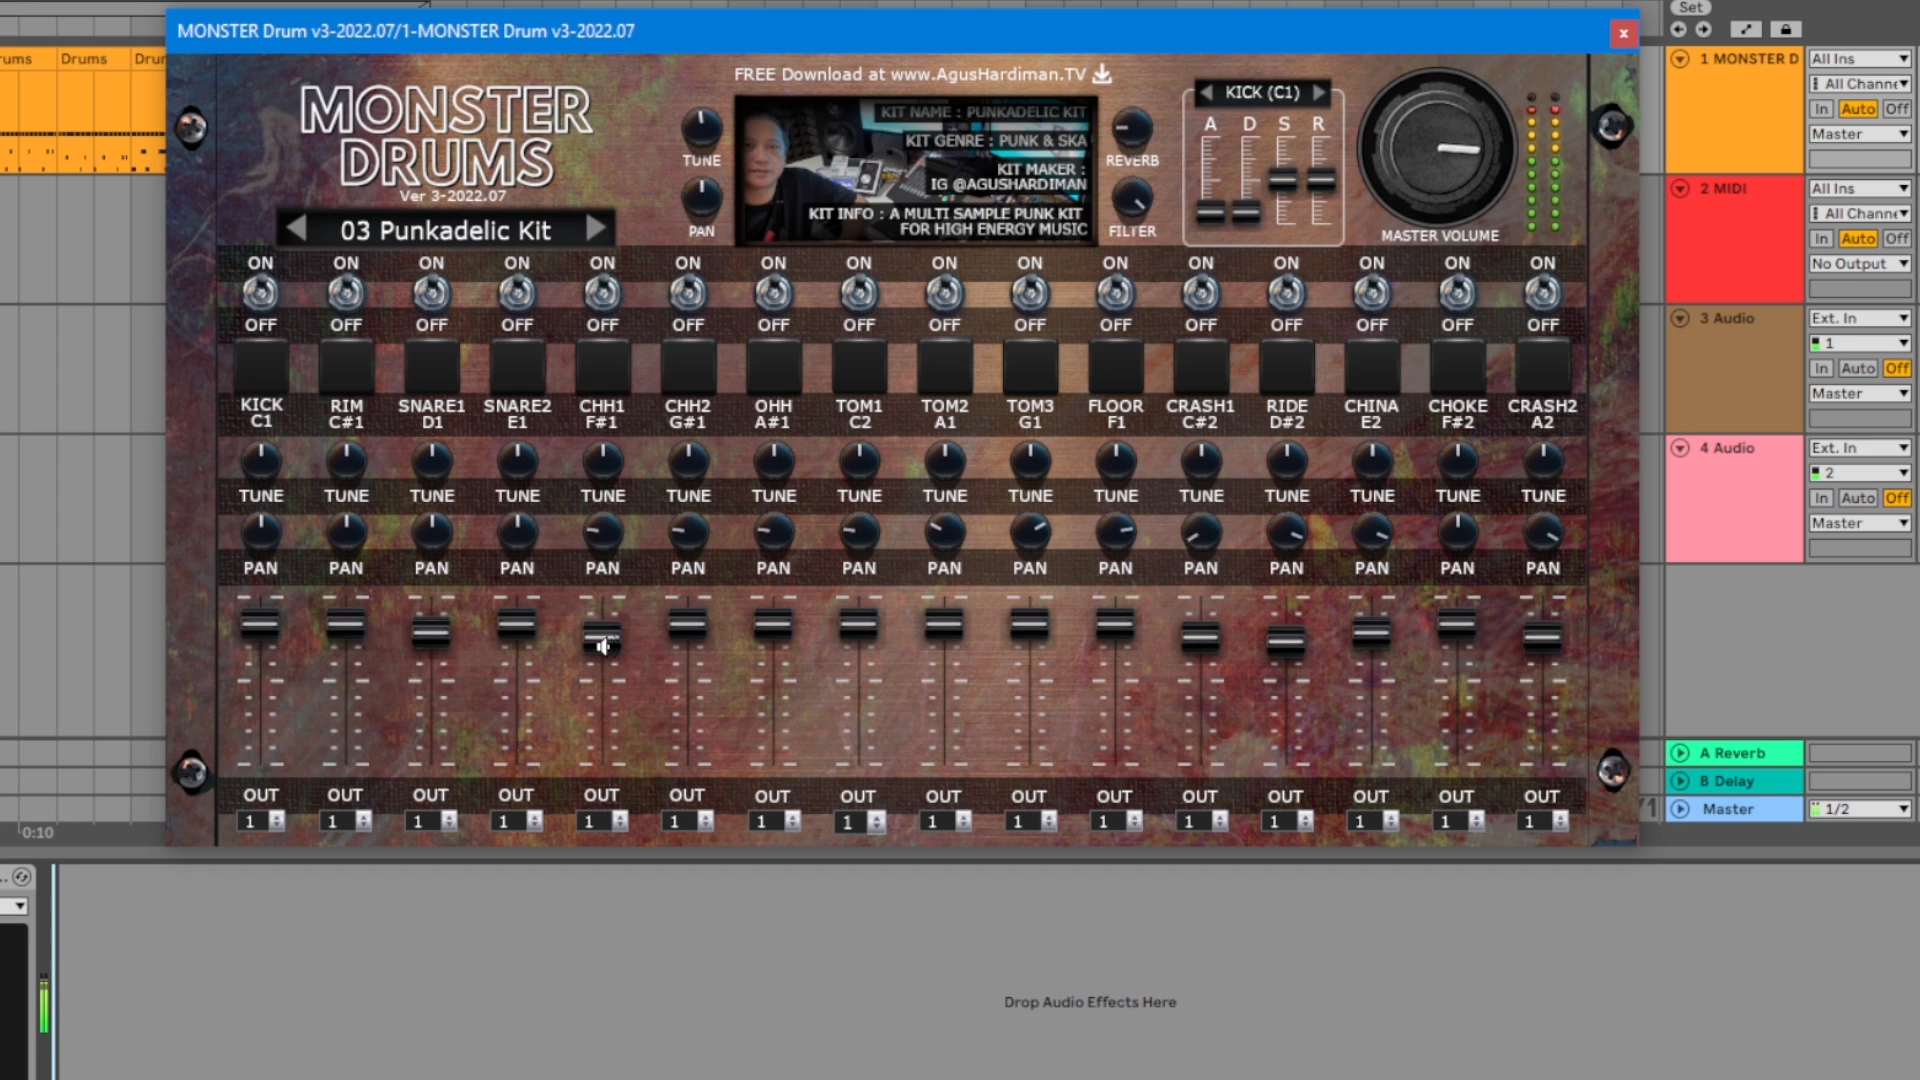 Set
MONSTER Drum v3-2022.07/1-MONSTER Drum v3-2022.07
x
Drums
FREE Download at www.AgusHardiman.TV
MONSTER
DRUMS
Ver 3-2022.07
03 Punkadelic Kit
TUNE
PAN
KIT NAME : PUNKADELIC KIT
KIT GENRE : PUNK & SKA
KIT MAKER :
IG @AGUSHARDIMAN
KIT INFO : A MULTI SAMPLE PUNK KIT
FOR HIGH ENERGY MUSIC
REVERB
FILTER
KICK (C1)
A D S R
MASTER VOLUME
ON ON ON ON ON ON ON ON ON ON ON ON ON ON ON ON
OFF OFF OFF OFF OFF OFF OFF OFF OFF OFF OFF OFF OFF OFF OFF OFF
KICK RIM SNARE1 SNARE2 CHH1 CHH2 OHH TOM1 TOM2 TOM3 FLOOR CRASH1 RIDE CHINA CHOKE CRASH2
C1 C#1 D1 E1 F#1 G#1 A#1 C2 A1 G1 F1 C#2 D#2 E2 F#2 A2
TUNE TUNE TUNE TUNE TUNE TUNE TUNE TUNE TUNE TUNE TUNE TUNE TUNE TUNE TUNE TUNE
PAN PAN PAN PAN PAN PAN PAN PAN PAN PAN PAN PAN PAN PAN PAN PAN
OUT OUT OUT OUT OUT OUT OUT OUT OUT OUT OUT OUT OUT OUT OUT OUT
1 1 1 1 1 1 1 1 1 1 1 1 1 1 1 1
1 MONSTER D All Ins
All Channe
In Auto Off
Master
2 MIDI All Ins
All Channe
In Auto Off
No Output
3 Audio Ext. In
1
In Auto Off
Master
4 Audio Ext. In
2
In Auto Off
Master
A Reverb
B Delay
Master 1/2
0:10
Drop Audio Effects Here